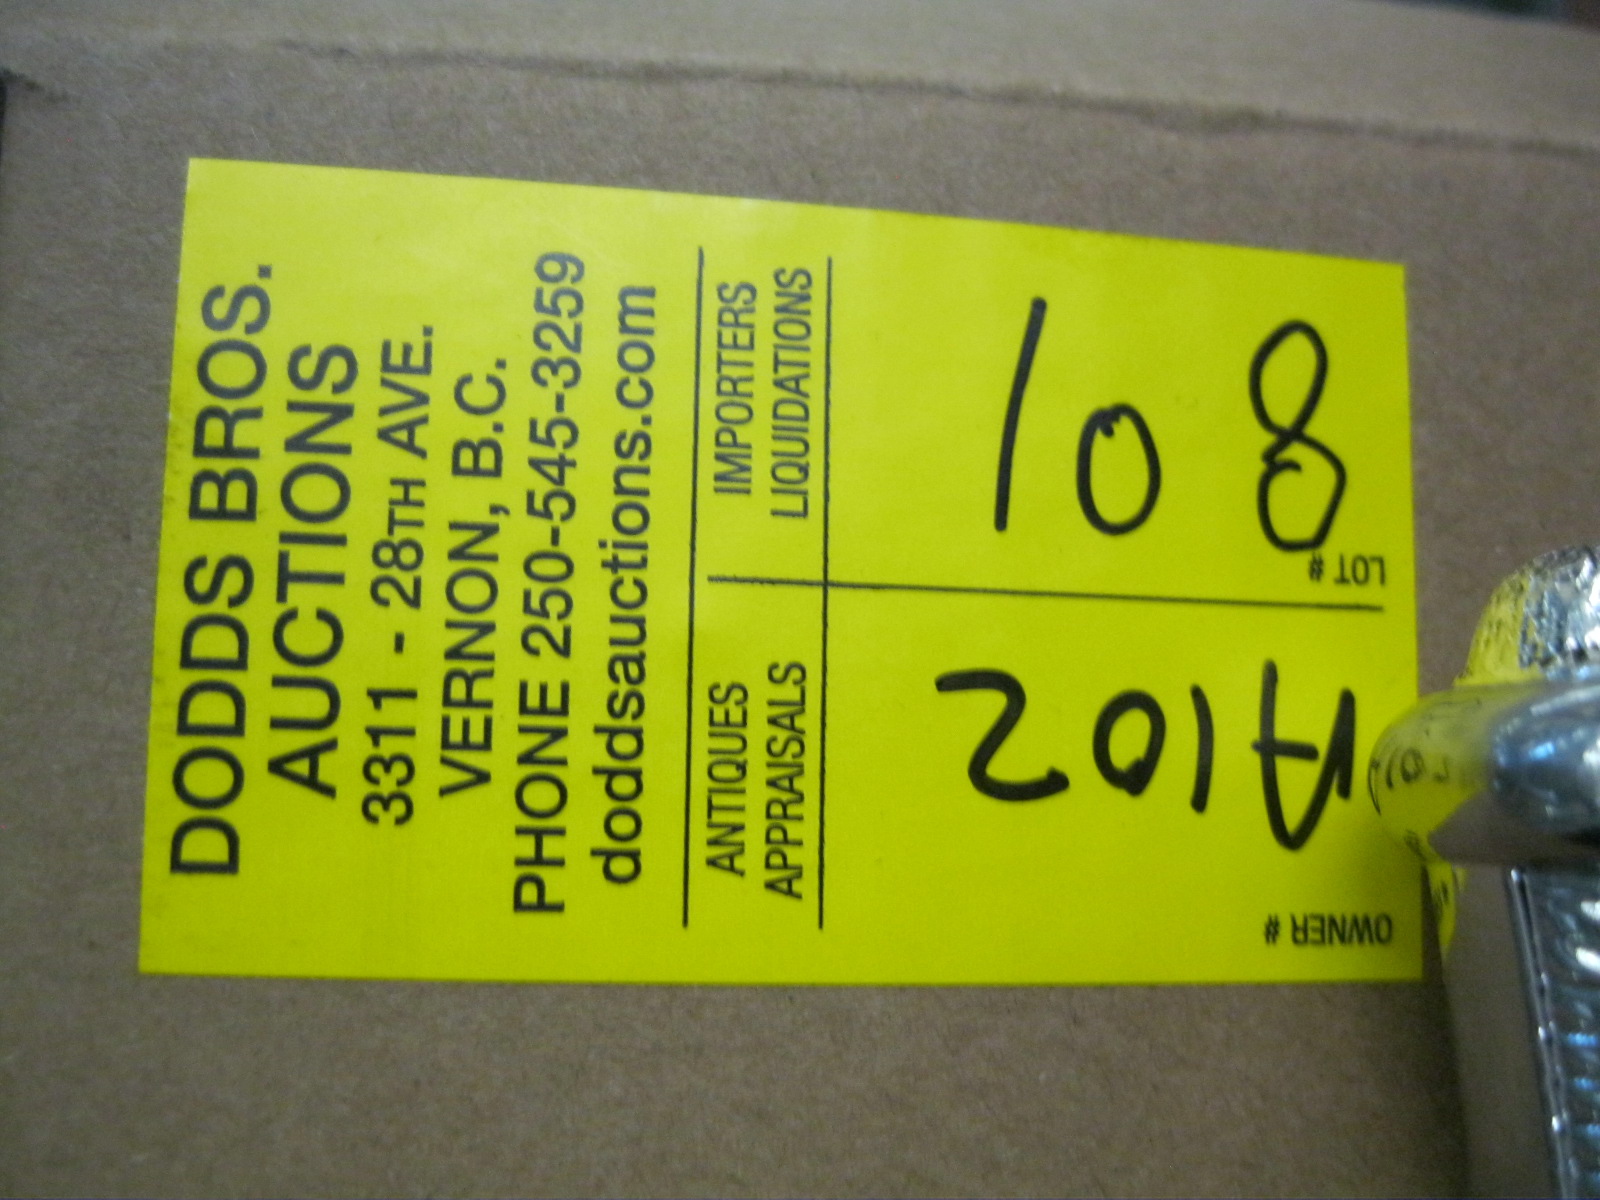 DODDS BROS.
AUCTIONS
3311 - 28TH AVE.
VERNON, B.C.
PHONE 250-545-3259
doddsauctions.com
ANTIQUES IMPORTERS
APPRAISALS LIQUIDATIONS
OWNER #
A102
LOT #
801